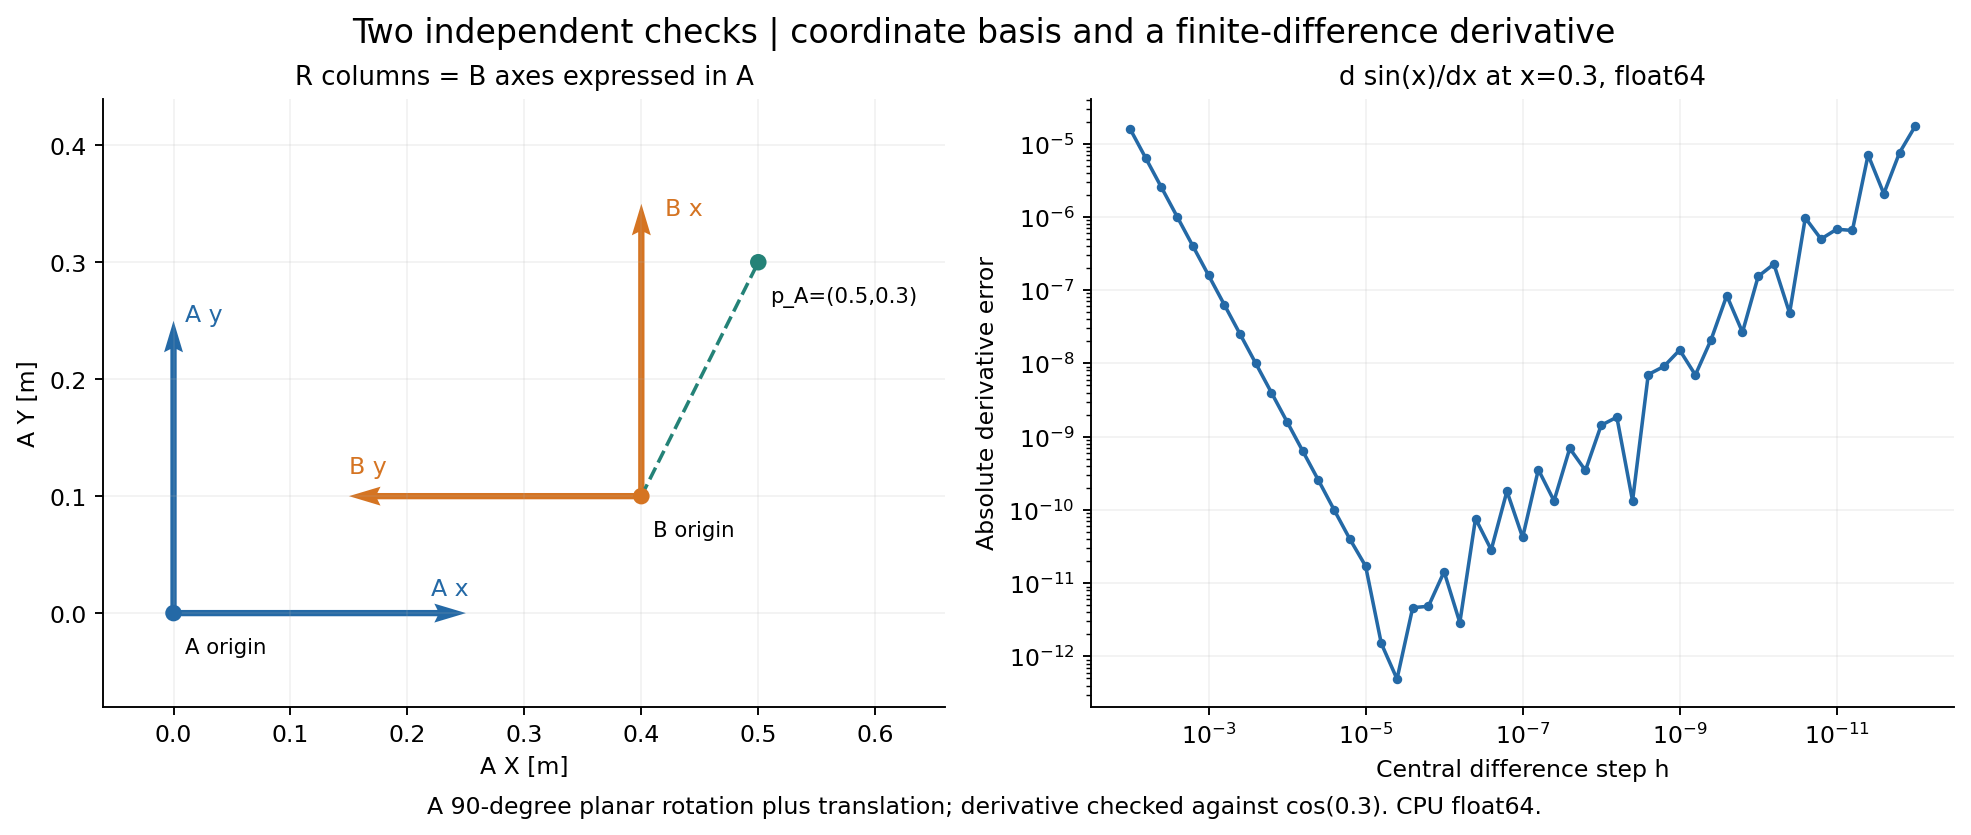 Two independent checks | coordinate basis and a finite-difference derivative
R columns = B axes expressed in A
0.4
0.3
0.2
0.1
0.0
A Y [m]
A y
B x
p_A=(0.5,0.3)
B y
B origin
A x
A origin
0.0 0.1 0.2 0.3 0.4 0.5 0.6
A X [m]
d sin(x)/dx at x=0.3, float64
10⁻⁵
10⁻⁶
10⁻⁷
10⁻⁸
10⁻⁹
10⁻¹⁰
10⁻¹¹
10⁻¹²
Absolute derivative error
10⁻³ 10⁻⁵ 10⁻⁷ 10⁻⁹ 10⁻¹¹
Central difference step h
A 90-degree planar rotation plus translation; derivative checked against cos(0.3). CPU float64.